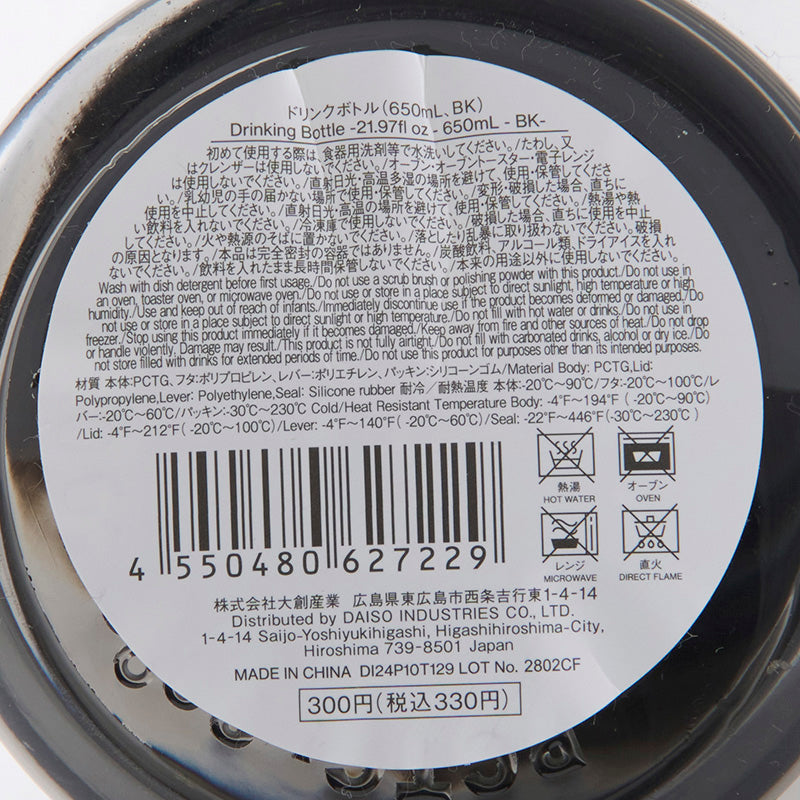 ドリンクボトル(650mL、BK)
Drinking Bottle -21.97fl oz - 650mL - BK-
初めて使用する際は、食器用洗剤等で水洗いしてください。/たわし、又
はクレンザーは使用しないでください。/オーブン・オーブントースター・電子レンジ
は使用しないでください。/直射日光・高温多湿の場所を避けて、使用・保管してくださ
い。/乳幼児の手の届かない場所で使用・保管してください。/変形・破損した場合、直ちに
使用を中止してください。/直射日光・高温の場所を避けて、使用・保管してください。/熱湯や熱
い飲料を入れないでください。/冷凍庫で使用しないでください。/破損した場合、直ちに使用を中止
してください。/火や熱源のそばに置かないでください。/落としたり乱暴に取り扱わないでください。破損
の原因となります。/本品は完全密封の容器ではありません。/炭酸飲料、アルコール類、ドライアイスを入れ
ないでください。/飲料を入れたまま長時間保管しないでください。/本来の用途以外に使用しないでください。
Wash with dish detergent before first usage./Do not use a scrub brush or polishing powder with this product./Do not use in
an oven, toaster oven, or microwave oven./Do not use or store in a place subject to direct sunlight, high temperature or high
humidity./Use and keep out of reach of infants./Immediately discontinue use if the product becomes deformed or damaged./Do
not use or store in a place subject to direct sunlight or high temperature./Do not fill with hot water or drinks./Do not use in
freezer./Stop using this product immediately if it becomes damaged./Keep away from fire and other sources of heat./Do not drop
or handle violently. Damage may result./This product is not fully airtight./Do not fill with carbonated drinks, alcohol or dry ice./Do
not store filled with drinks for extended periods of time./Do not use this product for purposes other than its intended purposes.
材質 本体:PCTG、フタ:ポリプロピレン、レバー:ポリエチレン、パッキン:シリコーンゴム/Material Body: PCTG,Lid:
Polypropylene,Lever: Polyethylene,Seal: Silicone rubber 耐冷/耐熱温度 本体:-20℃~90℃/フタ:-20℃~100℃/レ
バー:-20℃~60℃/パッキン:-30℃~230℃ Cold/Heat Resistant Temperature Body: -4°F~194°F ( -20℃~90℃)
/Lid: -4°F~212°F( -20℃~100℃) /Lever: -4°F~140°F ( -20℃~60℃) /Seal: -22°F~446°F(-30℃~230℃ )
熱湯
HOT WATER
オーブン
OVEN
レンジ
MICROWAVE
直火
DIRECT FLAME
4 550480 627229
株式会社大創産業 広島県東広島市西条吉行東1-4-14
Distributed by DAISO INDUSTRIES CO., LTD.
1-4-14 Saijo-Yoshiyukihigashi, Higashihiroshima-City,
Hiroshima 739-8501 Japan
MADE IN CHINA DI24P10T129 LOT No. 2802CF
300円(税込330円)
PCTG